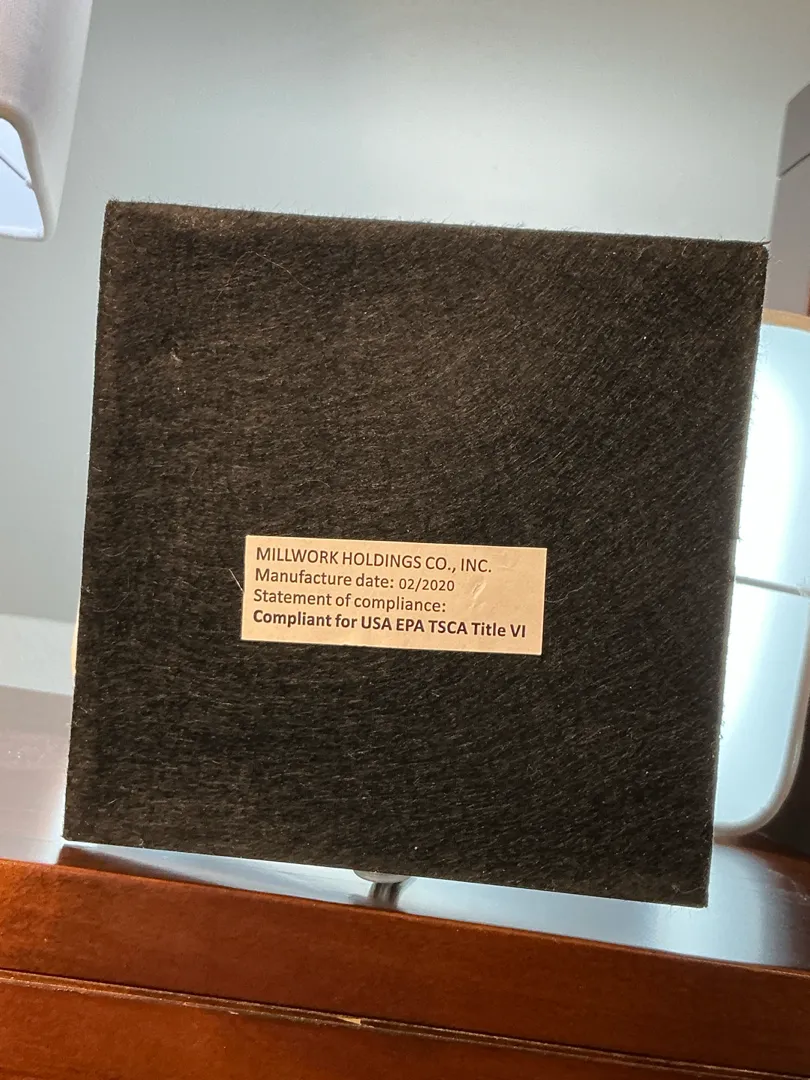 MILLWORK HOLDINGS CO., INC.
Manufacture date: 02/2020
Statement of compliance:
Compliant for USA EPA TSCA Title VI